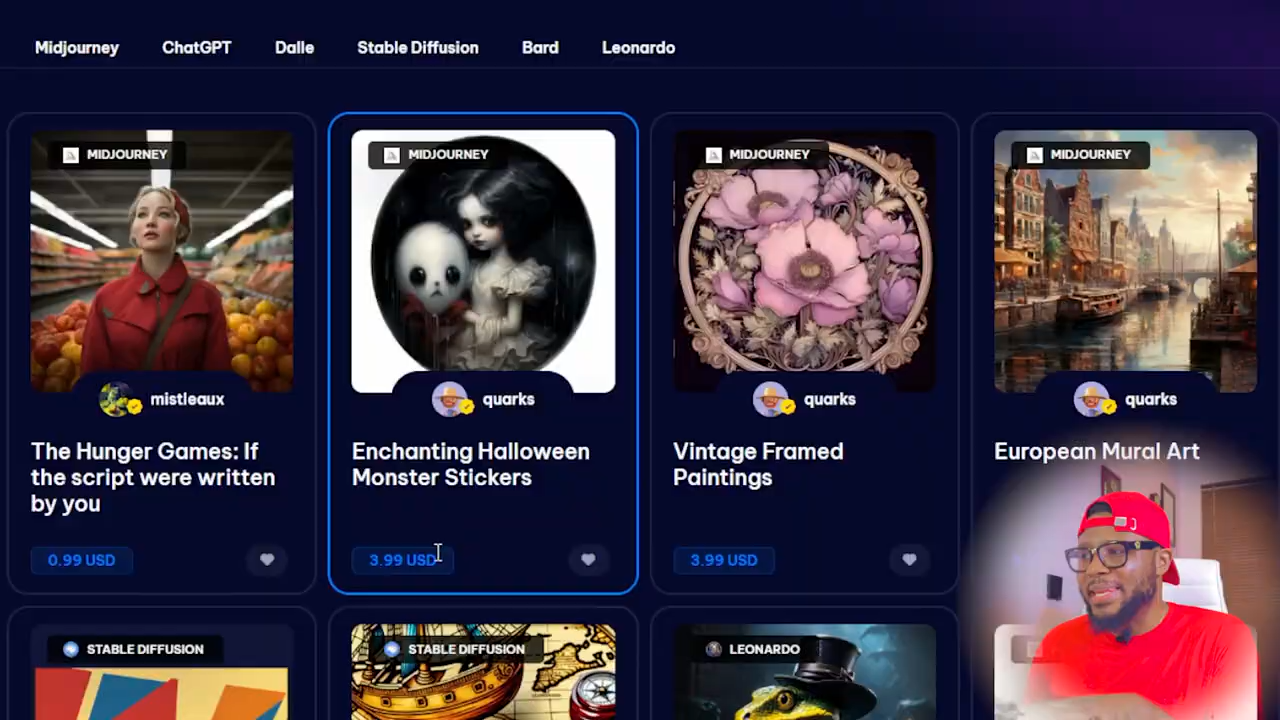 Midjourney ChatGPT Dalle Stable Diffusion Bard Leonardo
MIDJOURNEY
mistleaux
The Hunger Games: If
the script were written
by you
0.99 USD
MIDJOURNEY
quarks
Enchanting Halloween
Monster Stickers
3.99 USD
MIDJOURNEY
quarks
Vintage Framed
Paintings
3.99 USD
MIDJOURNEY
quarks
European Mural Art
STABLE DIFFUSION
STABLE DIFFUSION
LEONARDO